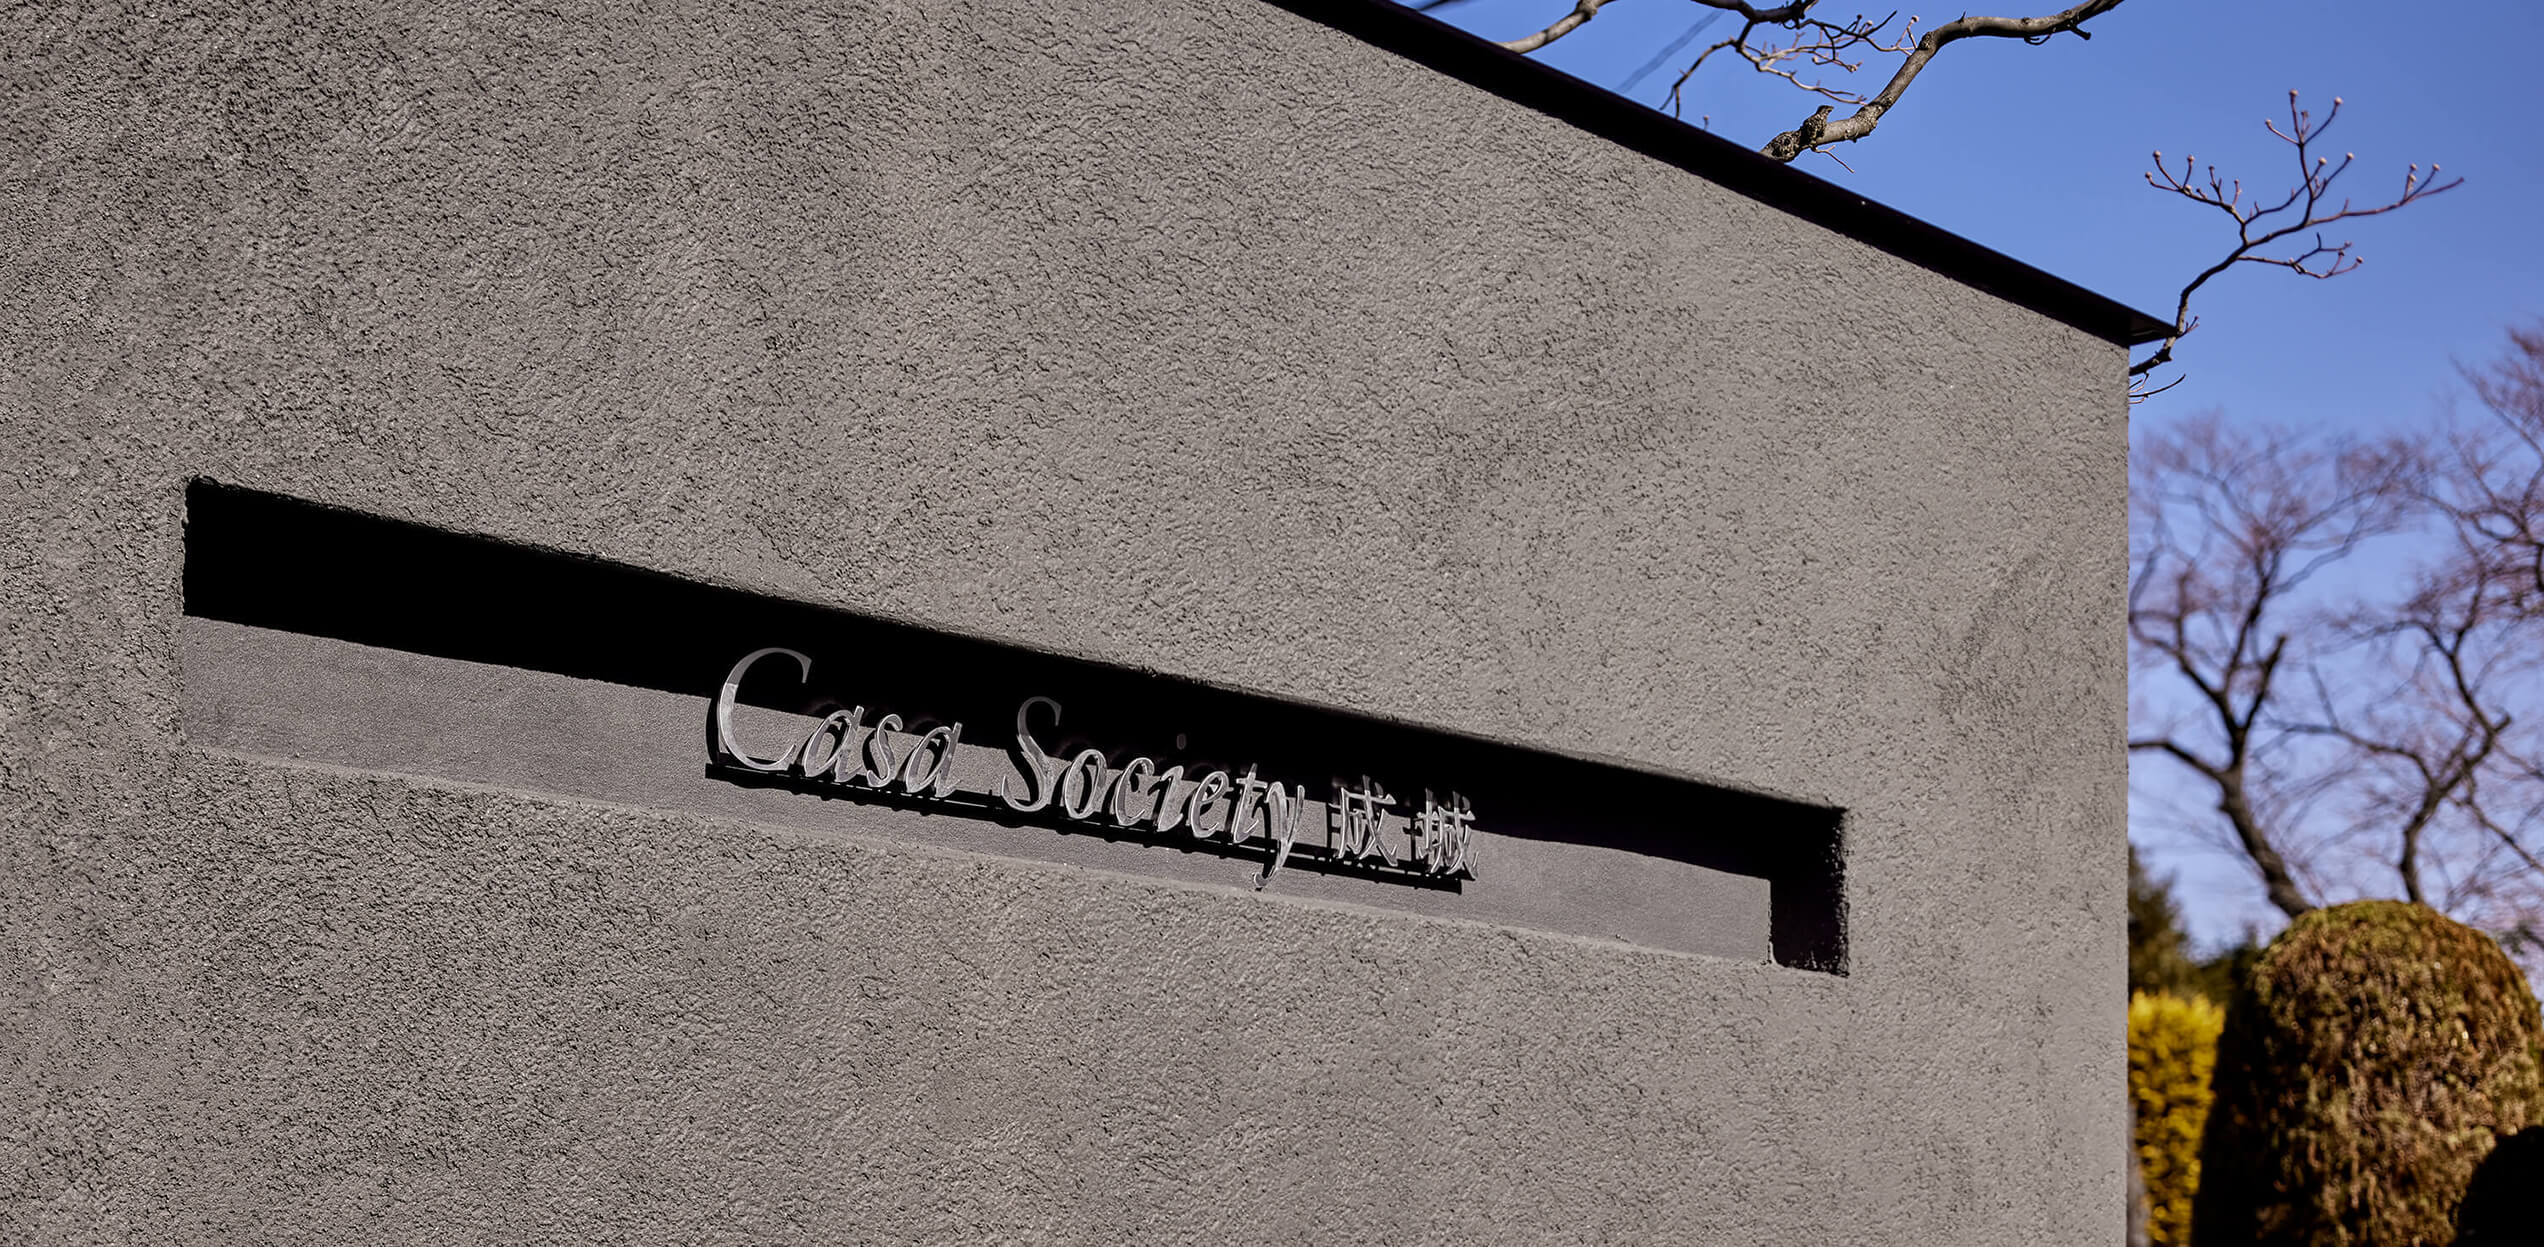 Casa Society 成城